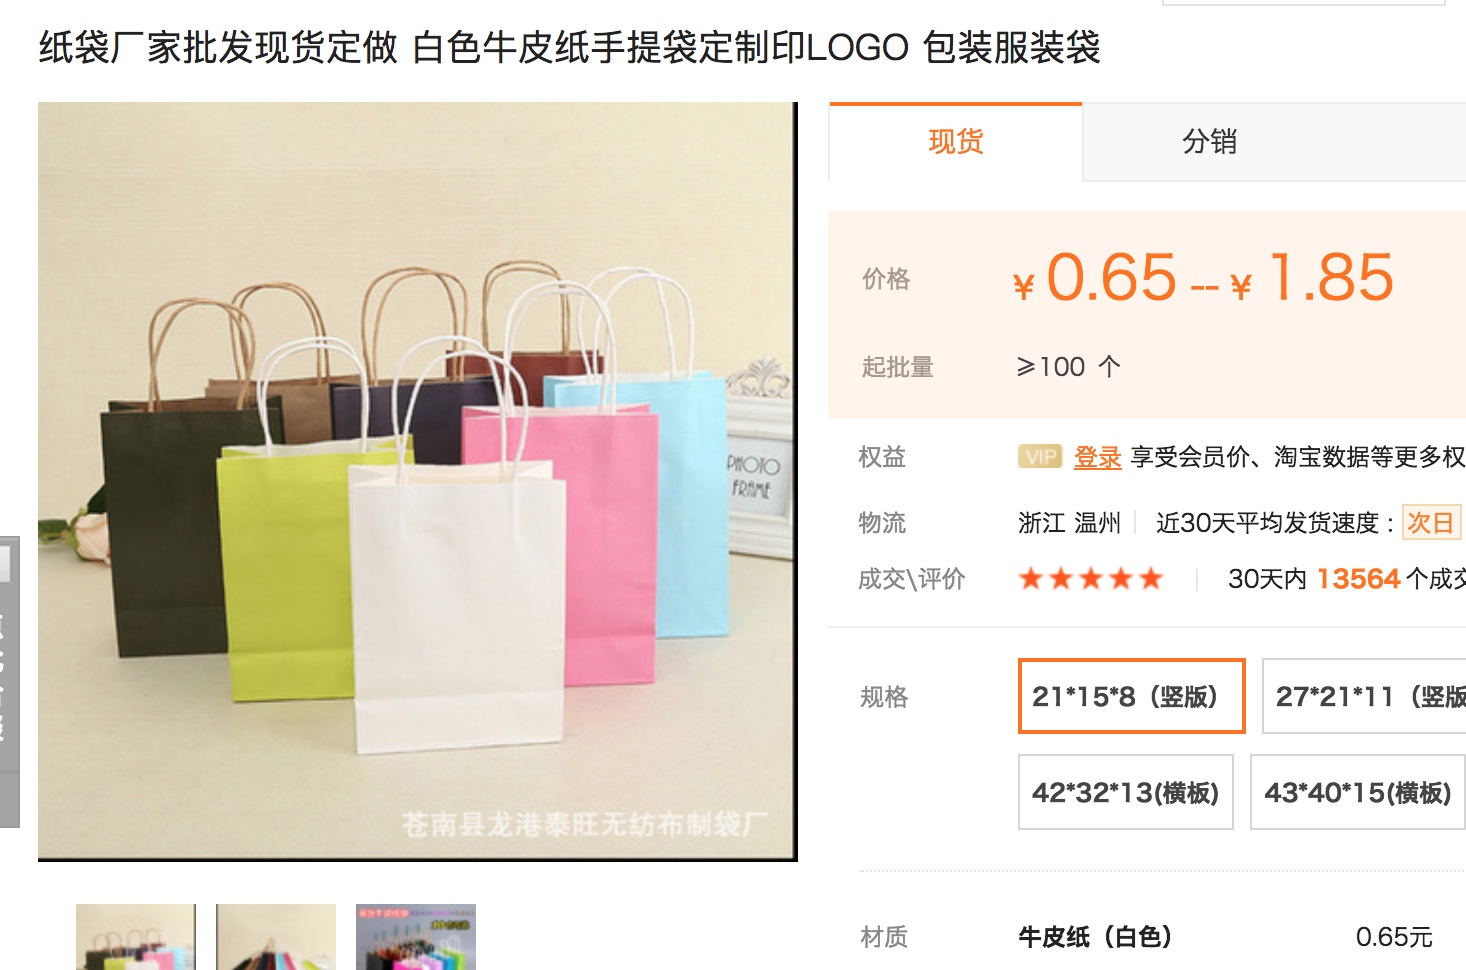 纸袋厂家批发现货定做 白色牛皮纸手提袋定制印LOGO 包装服装袋
现货
分销
价格
¥ 0.65 -- ¥ 1.85
起批量
≥100 个
权益
VIP 登录 享受会员价、淘宝数据等更多权
物流
浙江 温州 近30天平均发货速度：次日
成交\评价
30天内 13564 个成交
规格
21*15*8（竖版）
27*21*11（竖版
42*32*13(横板)
43*40*15(横板)
材质
牛皮纸（白色）
0.65元
PHOTO
FRAME
苍南县龙港泰旺无纺布制袋厂